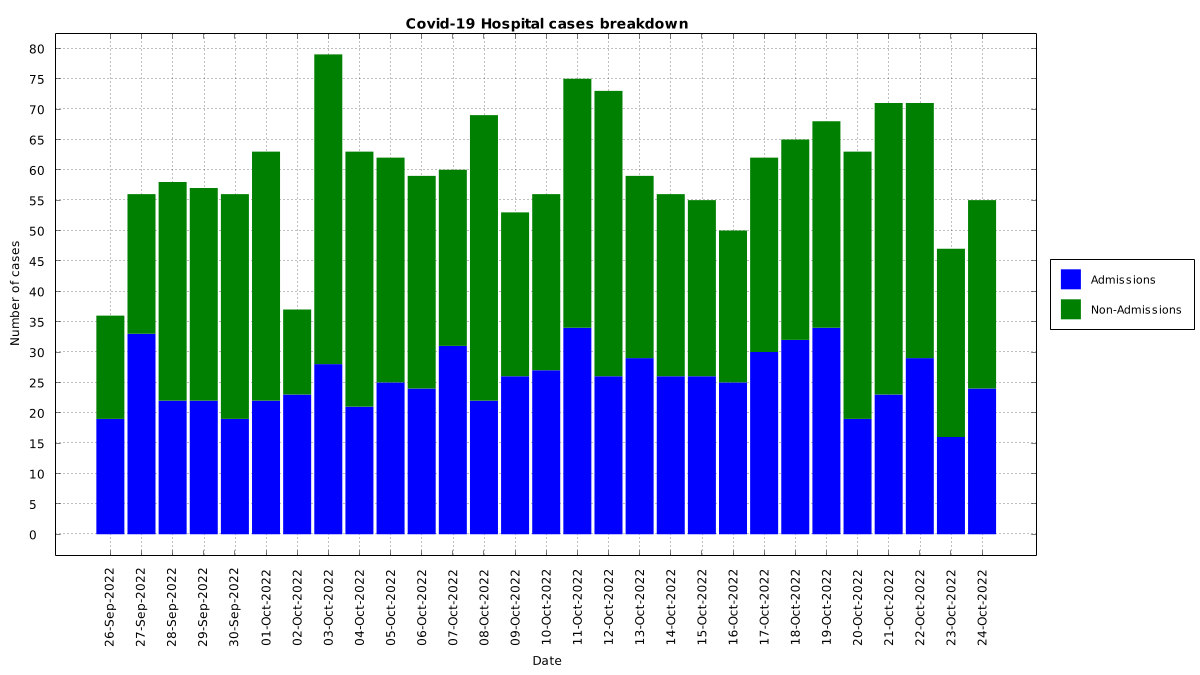 Covid-19 Hospital cases breakdown
80
75
70
65
60
55
50
45
40
35
30
25
20
15
10
5
0
Number of cases
26-Sep-2022
27-Sep-2022
28-Sep-2022
29-Sep-2022
30-Sep-2022
01-Oct-2022
02-Oct-2022
03-Oct-2022
04-Oct-2022
05-Oct-2022
06-Oct-2022
07-Oct-2022
08-Oct-2022
09-Oct-2022
10-Oct-2022
11-Oct-2022
12-Oct-2022
13-Oct-2022
14-Oct-2022
15-Oct-2022
16-Oct-2022
17-Oct-2022
18-Oct-2022
19-Oct-2022
20-Oct-2022
21-Oct-2022
22-Oct-2022
23-Oct-2022
24-Oct-2022
Date
Admissions
Non-Admissions